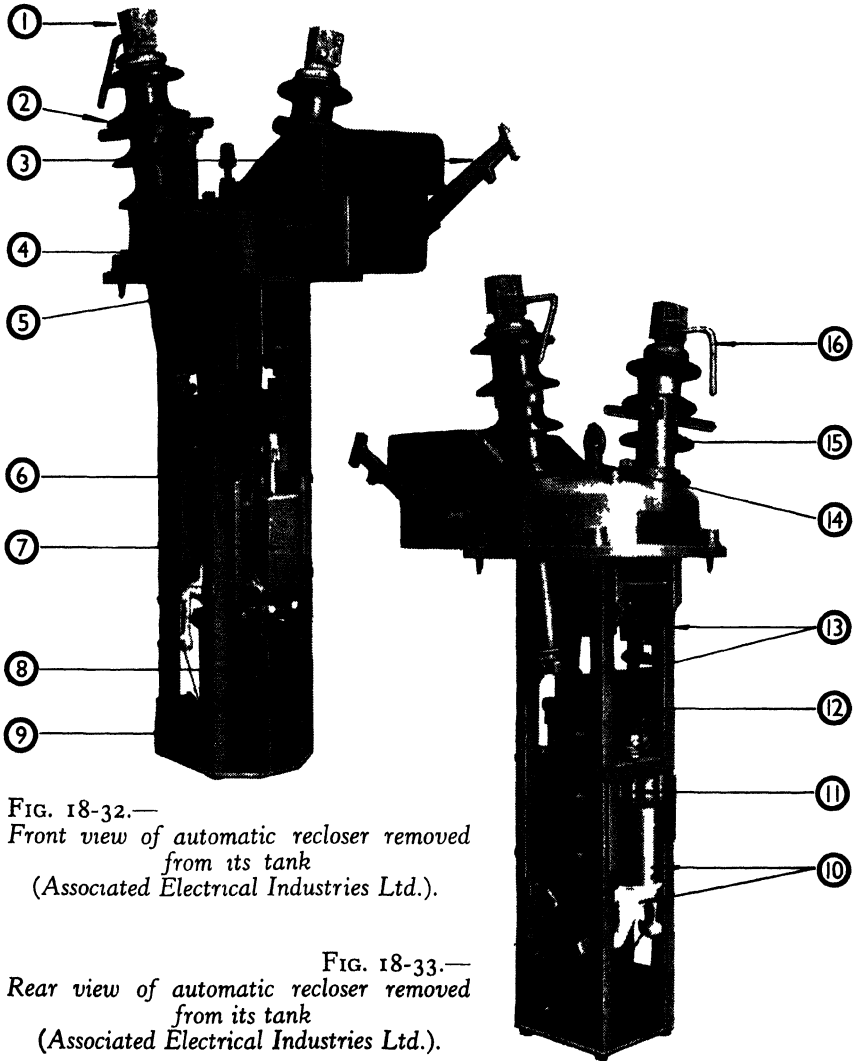 1
2
3
4
5
6
7
8
9
16
15
14
13
12
11
10
FIG. 18-32.—
Front view of automatic recloser removed
from its tank
(Associated Electrical Industries Ltd.).
FIG. 18-33.—
Rear view of automatic recloser removed
from its tank
(Associated Electrical Industries Ltd.).